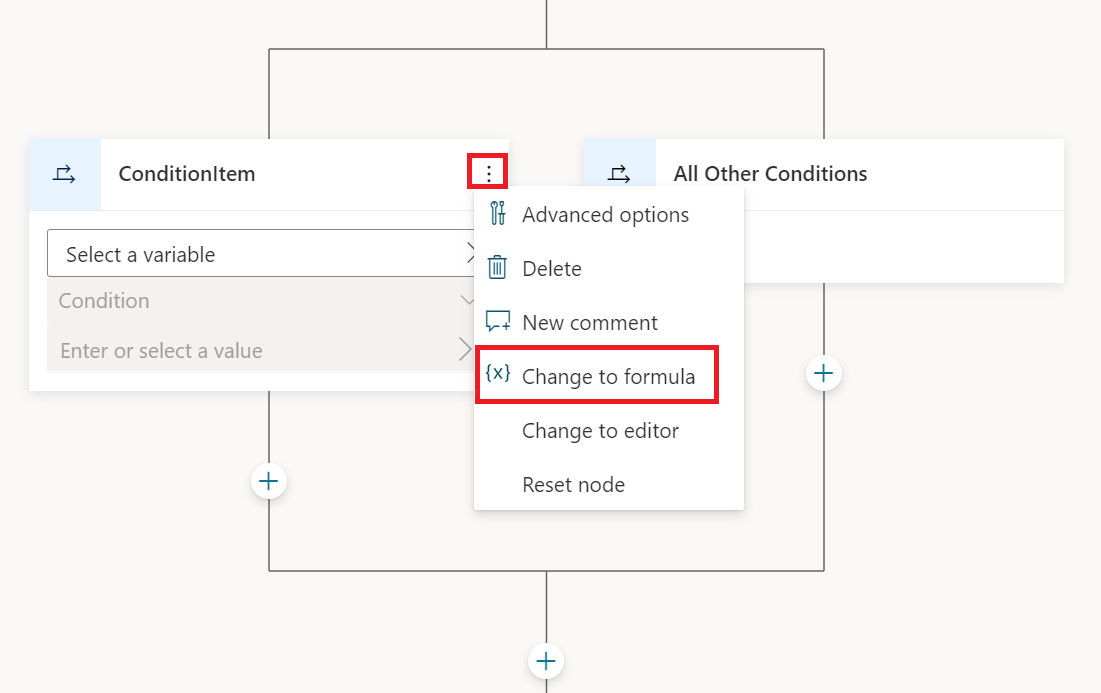 ConditionItem
All Other Conditions
Select a variable
Condition
Enter or select a value
Advanced options
Delete
New comment
{x} Change to formula
Change to editor
Reset node